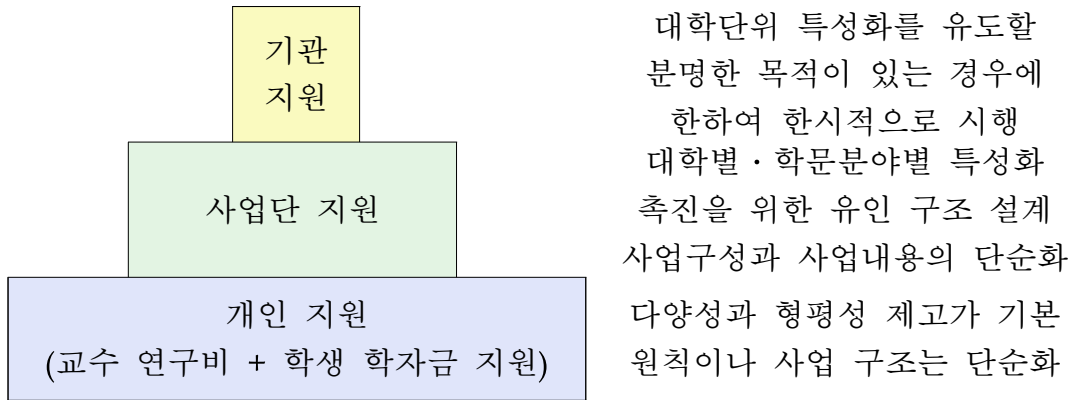 기관
지원
대학단위 특성화를 유도할
분명한 목적이 있는 경우에
한하여 한시적으로 시행
사업단 지원
대학별·학문분야별 특성화
촉진을 위한 유인 구조 설계
사업구성과 사업내용의 단순화
개인 지원
(교수 연구비 + 학생 학자금 지원)
다양성과 형평성 제고가 기본
원칙이나 사업 구조는 단순화